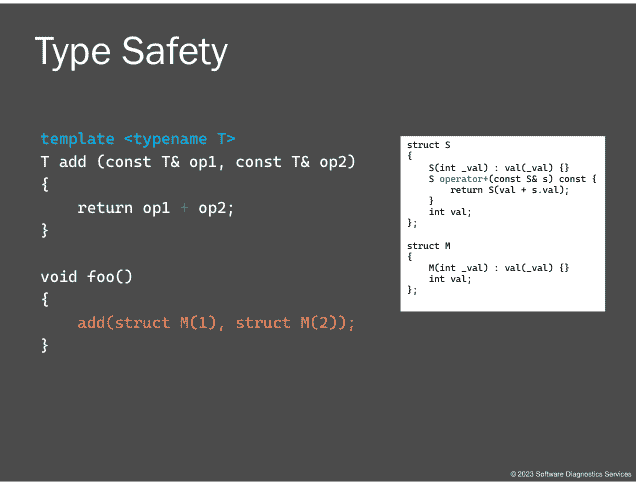 Type Safety
template <typename T>
T add (const T& op1, const T& op2)
{
    return op1 + op2;
}
void foo()
{
    add(struct M(1), struct M(2));
}
struct S
{
    S(int _val) : val(_val) {}
    S operator+(const S& s) const {
        return S(val + s.val);
    }
    int val;
};
struct M
{
    M(int _val) : val(_val) {}
    int val;
};
© 2023 Software Diagnostics Services